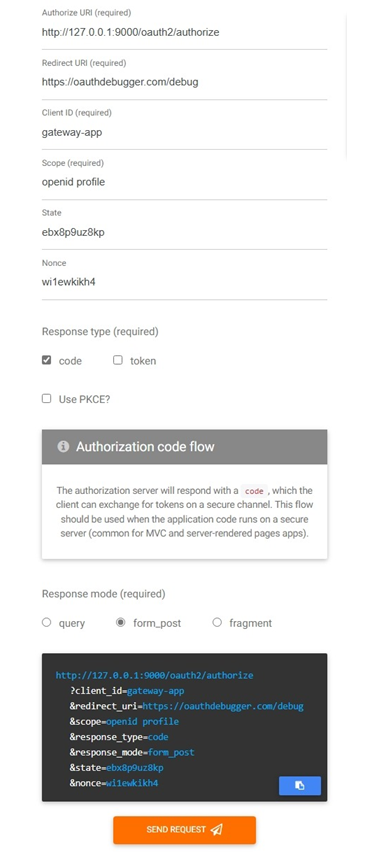 Authorize URI (required)
http://127.0.0.1:9000/oauth2/authorize
Redirect URI (required)
https://oauthdebugger.com/debug
Client ID (required)
gateway-app
Scope (required)
openid profile
State
ebx8p9uz8kp
Nonce
wi1ewkikh4
Response type (required)
code token
Use PKCE?
Authorization code flow
The authorization server will respond with a code, which the
client can exchange for tokens on a secure channel. This flow
should be used when the application code runs on a secure
server (common for MVC and server-rendered pages apps).
Response mode (required)
query form_post fragment
http://127.0.0.1:9000/oauth2/authorize
?client_id=gateway-app
&redirect_uri=https://oauthdebugger.com/debug
&scope=openid profile
&response_type=code
&response_mode=form_post
&state=ebx8p9uz8kp
&nonce=wi1ewkikh4
SEND REQUEST